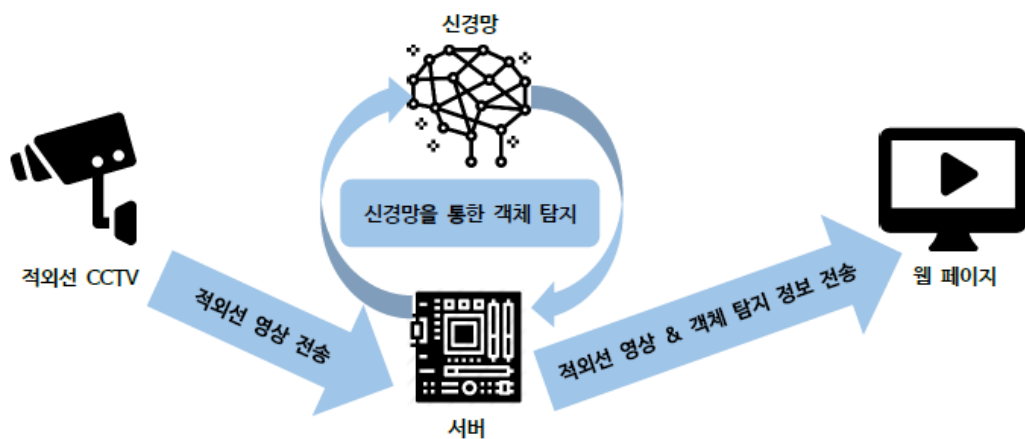 신경망
신경망을 통한 객체 탐지
적외선 CCTV
적외선 영상 전송
서버
적외선 영상 & 객체 탐지 정보 전송
웹 페이지